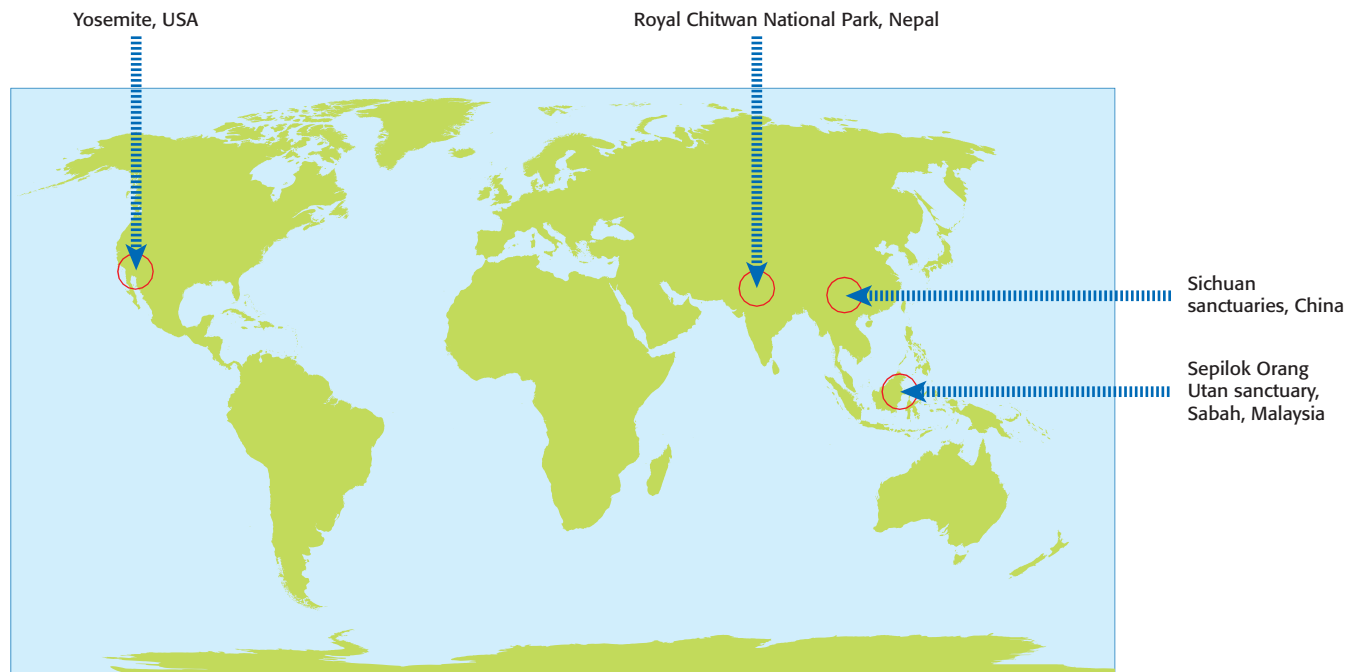 Yosemite, USA
Royal Chitwan National Park, Nepal
Sichuan
sanctuaries, China
Sepilok Orang
Utan sanctuary,
Sabah, Malaysia